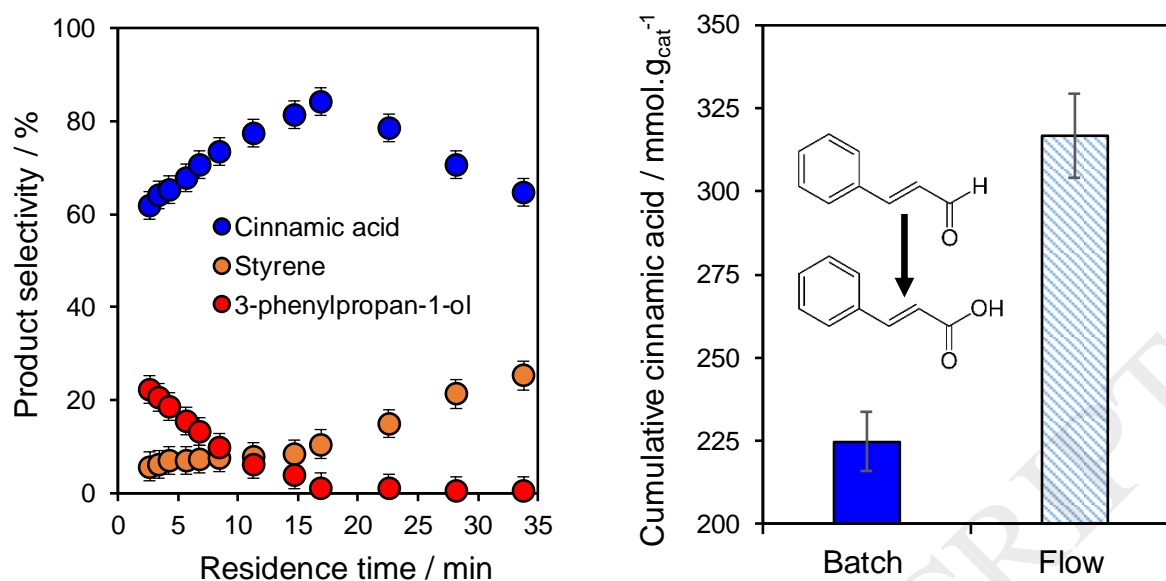 Product selectivity / %
100
80
60
40
20
0
Cinnamic acid
Styrene
3-phenylpropan-1-ol
0 5 10 15 20 25 30 35
Residence time / min
Cumulative cinnamic acid / mmol.gcat-1
350
325
300
275
250
225
200
H
O
OH
O
Batch Flow